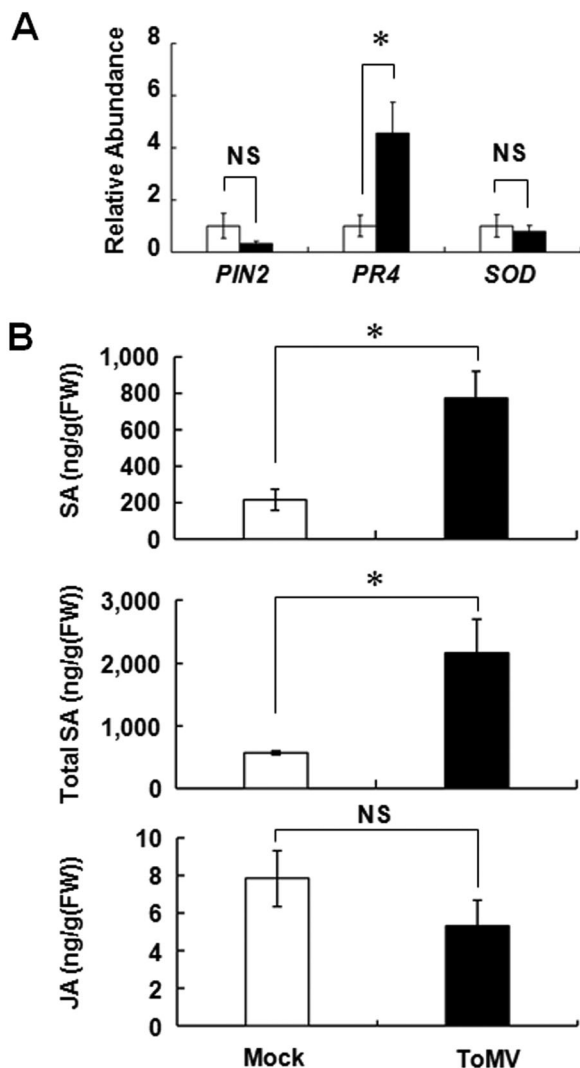 A
Relative Abundance
8
6
4
2
0
NS
*
NS
PIN2 PR4 SOD
B
SA (ng/g(FW))
1,000
800
600
400
200
0
*
Total SA (ng/g(FW))
3,000
2,000
1,000
0
*
JA (ng/g(FW))
10
8
6
4
2
0
NS
Mock ToMV